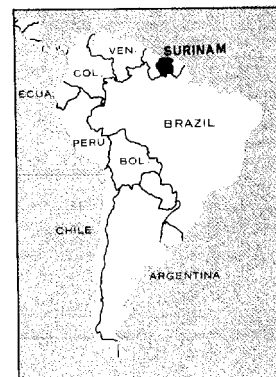 VEN.
SURINAM
COL.
ECUA.
BRAZIL
PERU
BOL.
CHILE
ARGENTINA